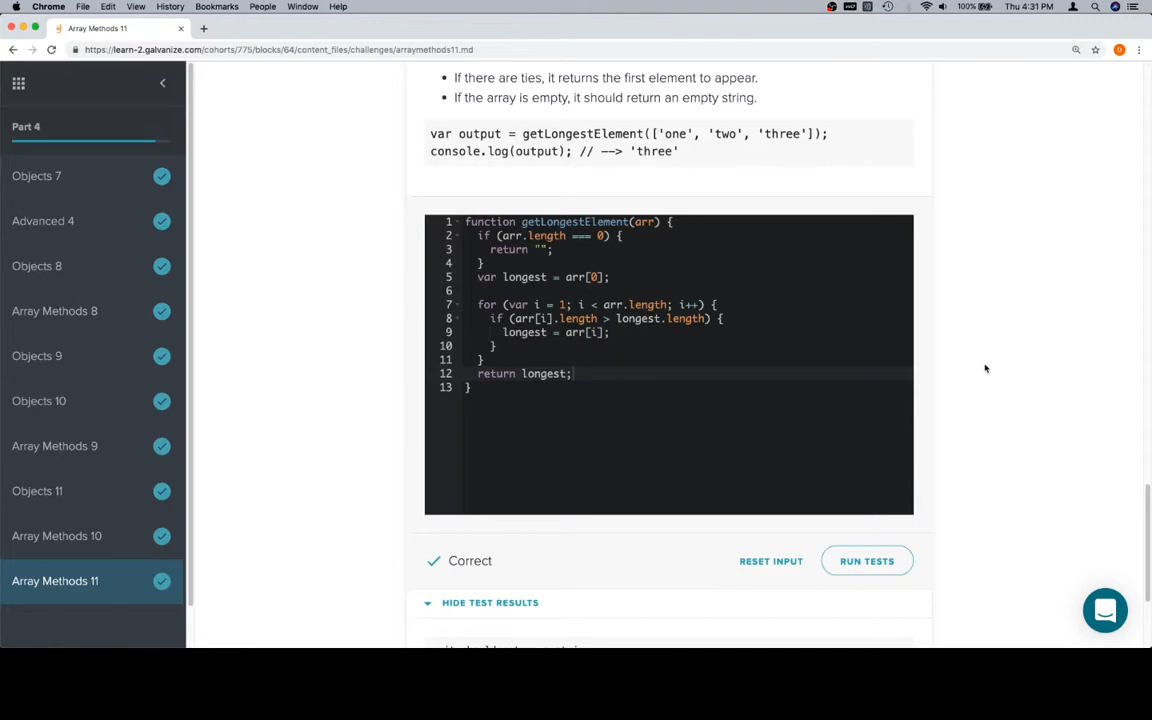 Chrome File Edit View History Bookmarks People Window Help 100% Thu 4:31 PM
Array Methods 11
https://learn-2.galvanize.com/cohorts/775/blocks/64/content_files/challenges/arraymethods11.md
Part 4
Objects 7
Advanced 4
Objects 8
Array Methods 8
Objects 9
Objects 10
Array Methods 9
Objects 11
Array Methods 10
Array Methods 11
• If there are ties, it returns the first element to appear.
• If the array is empty, it should return an empty string.
var output = getLongestElement(['one', 'two', 'three']);
console.log(output); // --> 'three'
1 function getLongestElement(arr) {
2 if (arr.length === 0) {
3 return "";
4 }
5 var longest = arr[0];
6
7 for (var i = 1; i < arr.length; i++) {
8 if (arr[i].length > longest.length) {
9 longest = arr[i];
10 }
11 }
12 return longest;
13 }
Correct
RESET INPUT
RUN TESTS
HIDE TEST RESULTS